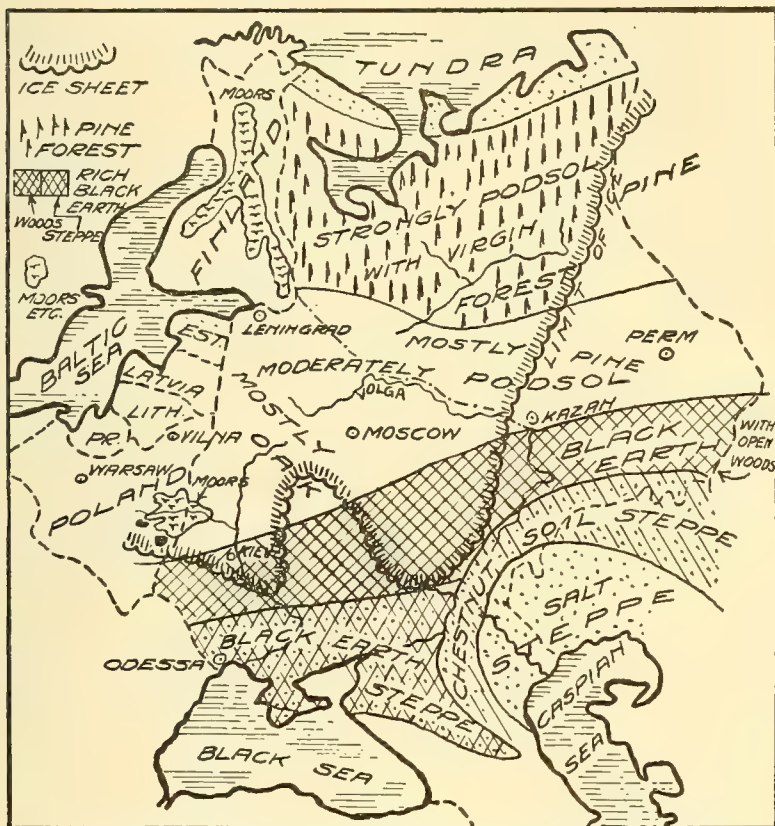 ICE SHEET
PINE
FOREST
RICH
BLACK
EARTH
WOODS
STEPPE
MOORS
ETC.
TUNDRA
MOORS
FINLAND
STRONGLY PODSOL
WITH VIRGIN
FOREST
PINE
LIMIT OF
BALTIC
SEA
LENINGRAD
EST.
LATVIA
LITH.
PR.
VILNA
WARSAW
POLAND
MOORS
MOSTLY
MODERATELY
PODSOL
PINE
PERM
MOSTLY
OAK
VOLGA
MOSCOW
KAZAN
BLACK
EARTH
WITH
OPEN
WOODS
KIEV
SOIL STEPPE
CHESTNUT
SALT
STEPPE
BLACK EARTH
STEPPE
ODESSA
BLACK SEA
CASPIAN
SEA